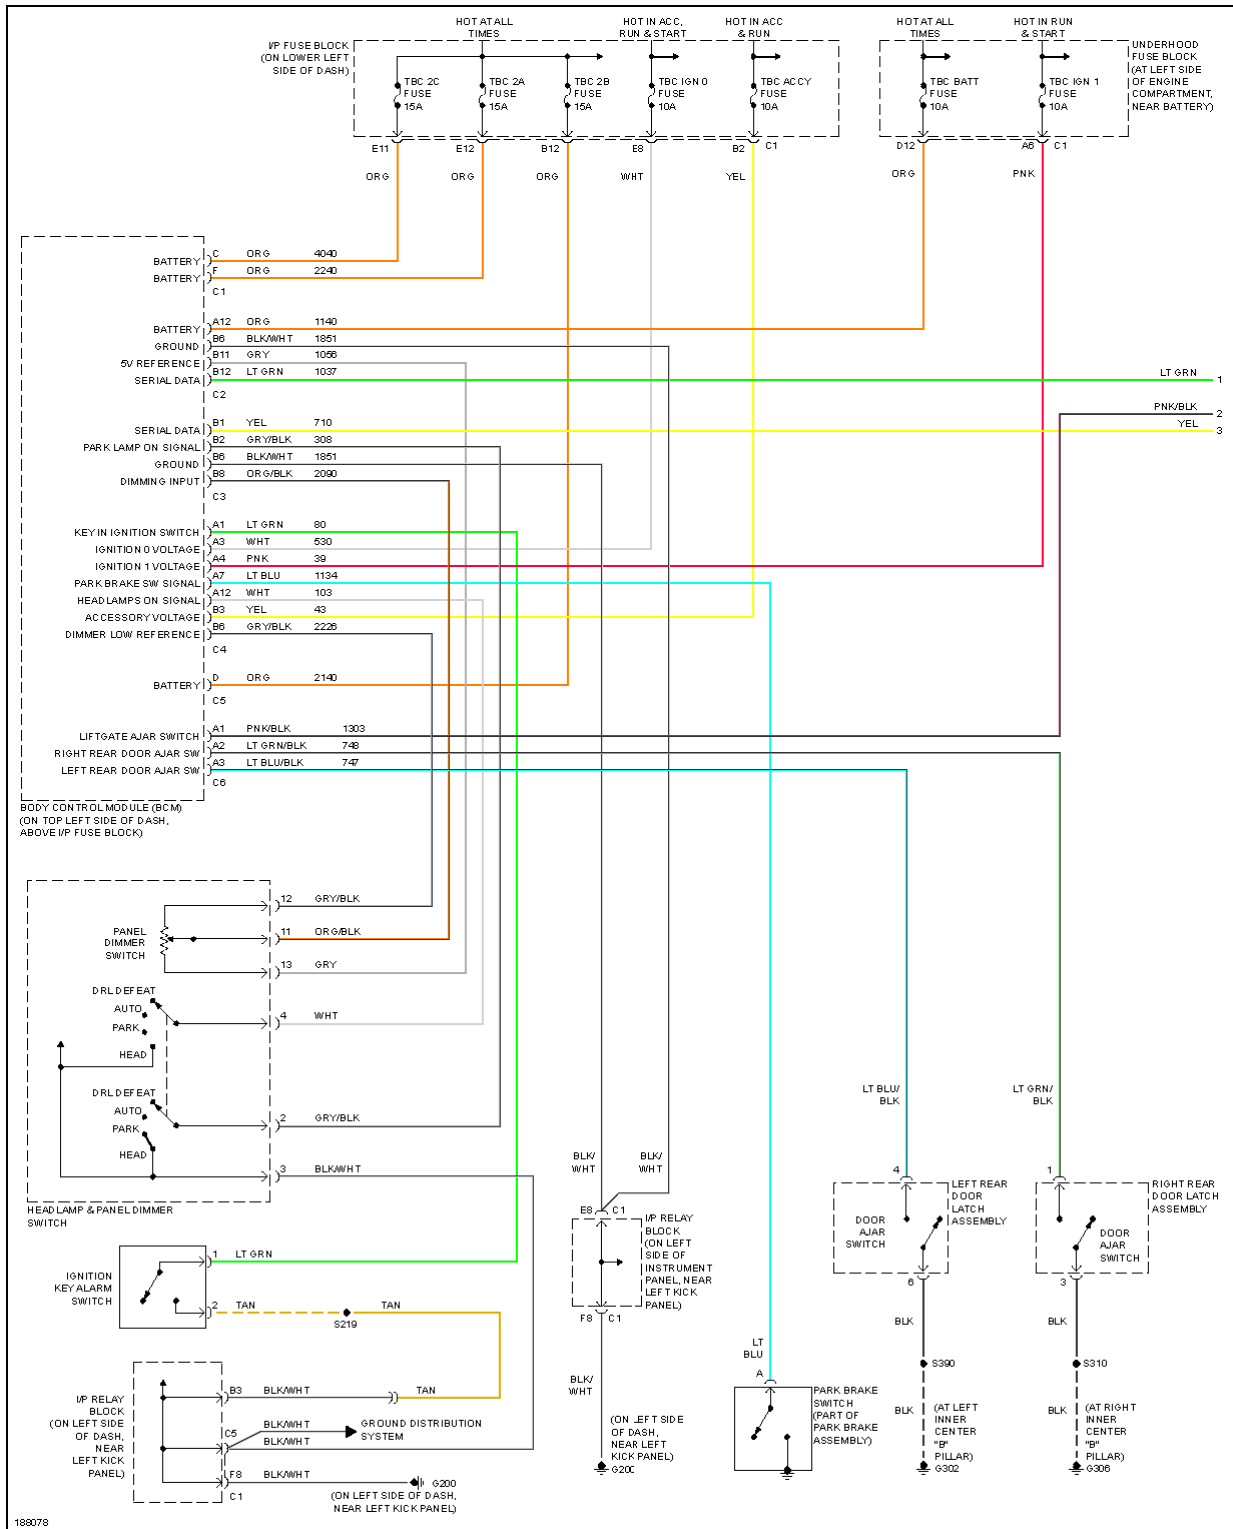 HOT AT ALL
TIMES
HOT IN ACC,
RUN & START
HOT IN ACC
& RUN
HOT AT ALL
TIMES
HOT IN RUN
& START
I/P FUSE BLOCK
(ON LOWER LEFT
SIDE OF DASH)
TBC 2C
FUSE
15A
TBC 2A
FUSE
15A
TBC 2B
FUSE
15A
TBC IGN 0
FUSE
10A
TBC ACCY
FUSE
10A
TBC BATT
FUSE
10A
TBC IGN 1
FUSE
10A
UNDERHOOD
FUSE BLOCK
(AT LEFT SIDE
OF ENGINE
COMPARTMENT,
NEAR BATTERY)
E11
E12
B12
E8
B2
C1
D12
A6
C1
ORG
ORG
ORG
WHT
YEL
ORG
PNK
BATTERY
C
ORG
4040
BATTERY
F
ORG
2240
C1
BATTERY
A12
ORG
1140
GROUND
B6
BLK/WHT
1851
5V REFERENCE
B11
GRY
1056
SERIAL DATA
B12
LT GRN
1037
LT GRN
1
C2
PNK/BLK
2
SERIAL DATA
B1
YEL
710
YEL
3
PARK LAMP ON SIGNAL
B2
GRY/BLK
308
GROUND
B6
BLK/WHT
1851
DIMMING INPUT
B8
ORG/BLK
2090
C3
KEY IN IGNITION SWITCH
A1
LT GRN
80
IGNITION 0 VOLTAGE
A3
WHT
530
IGNITION 1 VOLTAGE
A4
PNK
39
PARK BRAKE SW SIGNAL
A7
LT BLU
1134
HEADLAMPS ON SIGNAL
A12
WHT
103
ACCESSORY VOLTAGE
B3
YEL
43
DIMMER LOW REFERENCE
B6
GRY/BLK
2226
C4
BATTERY
D
ORG
2140
C5
LIFTGATE AJAR SWITCH
A1
PNK/BLK
1303
RIGHT REAR DOOR AJAR SW
A2
LT GRN/BLK
748
LEFT REAR DOOR AJAR SW
A3
LT BLU/BLK
747
C6
BODY CONTROL MODULE (BCM)
(ON TOP LEFT SIDE OF DASH,
ABOVE I/P FUSE BLOCK)
12
GRY/BLK
PANEL
DIMMER
SWITCH
11
ORG/BLK
13
GRY
DRL DEFEAT
AUTO
PARK
HEAD
4
WHT
DRL DEFEAT
AUTO
PARK
HEAD
2
GRY/BLK
3
BLK/WHT
HEADLAMP & PANEL DIMMER
SWITCH
LT BLU/
BLK
LT GRN/
BLK
BLK/
WHT
BLK/
WHT
4
LEFT REAR
DOOR
LATCH
ASSEMBLY
DOOR
AJAR
SWITCH
6
1
RIGHT REAR
DOOR LATCH
ASSEMBLY
DOOR
AJAR
SWITCH
3
E8
C1
I/P RELAY
BLOCK
(ON LEFT
SIDE OF
INSTRUMENT
PANEL, NEAR
LEFT KICK
PANEL)
F8
C1
IGNITION
KEY ALARM
SWITCH
1
LT GRN
2
TAN
S219
TAN
BLK
BLK
S390
S310
LT
BLU
A
PARK BRAKE
SWITCH
(PART OF
PARK BRAKE
ASSEMBLY)
BLK/
WHT
(ON LEFT SIDE
OF DASH,
NEAR LEFT
KICK PANEL)
G200
BLK
(AT LEFT
INNER
CENTER
"B"
PILLAR)
G302
BLK
(AT RIGHT
INNER
CENTER
"B"
PILLAR)
G306
I/P RELAY
BLOCK
(ON LEFT SIDE
OF DASH,
NEAR
LEFT KICK
PANEL)
B3
BLK/WHT
TAN
C5
BLK/WHT
GROUND DISTRIBUTION
SYSTEM
BLK/WHT
F8
BLK/WHT
G200
C1
(ON LEFT SIDE OF DASH,
NEAR LEFT KICK PANEL)
188078